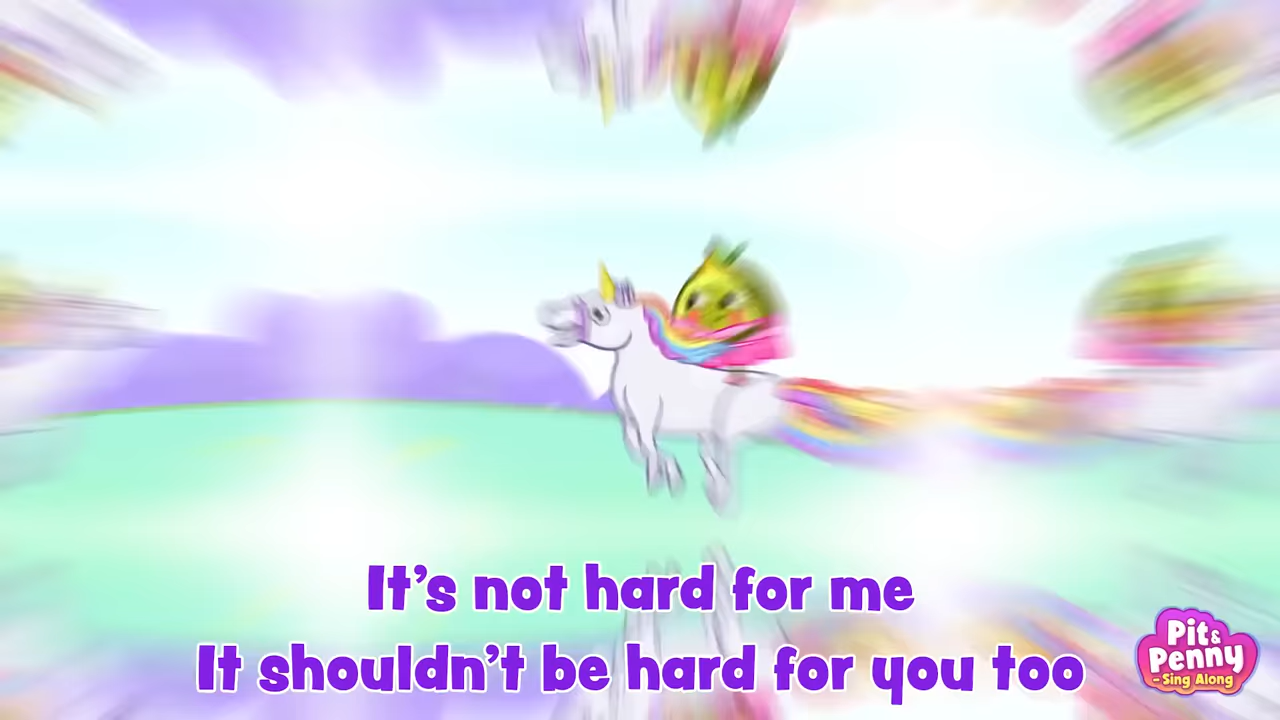 It's not hard for me
It shouldn't be hard for you too
Pit &
Penny
- Sing Along